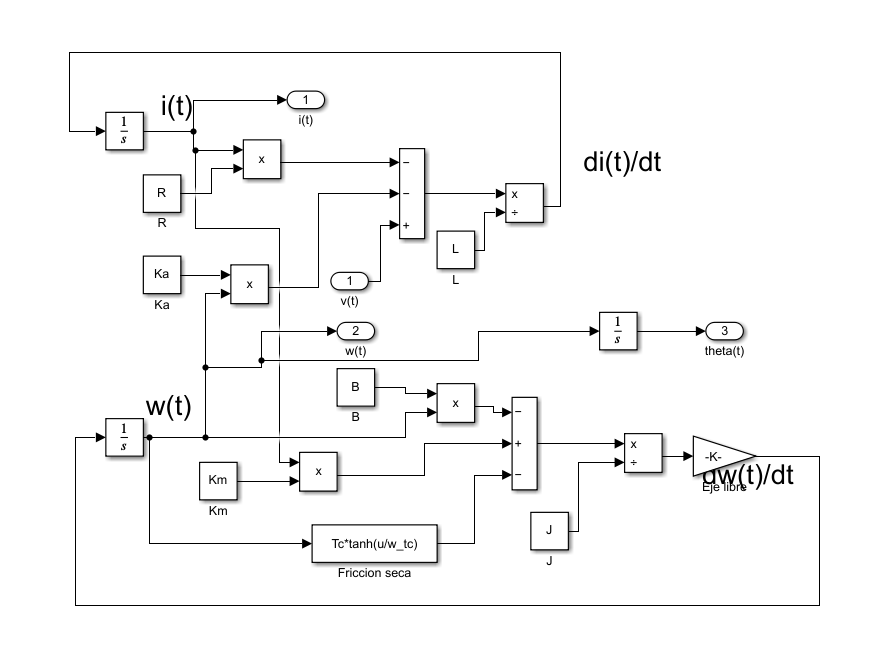 i(t)
1
i(t)
1
s
x
R
R
−
−
+
di(t)/dt
x
÷
L
L
Ka
Ka
x
1
v(t)
2
w(t)
1
s
3
theta(t)
B
B
x
w(t)
1
s
−
+
−
x
÷
-K-
dw(t)/dt
Eje libre
Km
Km
x
J
J
Tc*tanh(u/w_tc)
Friccion seca